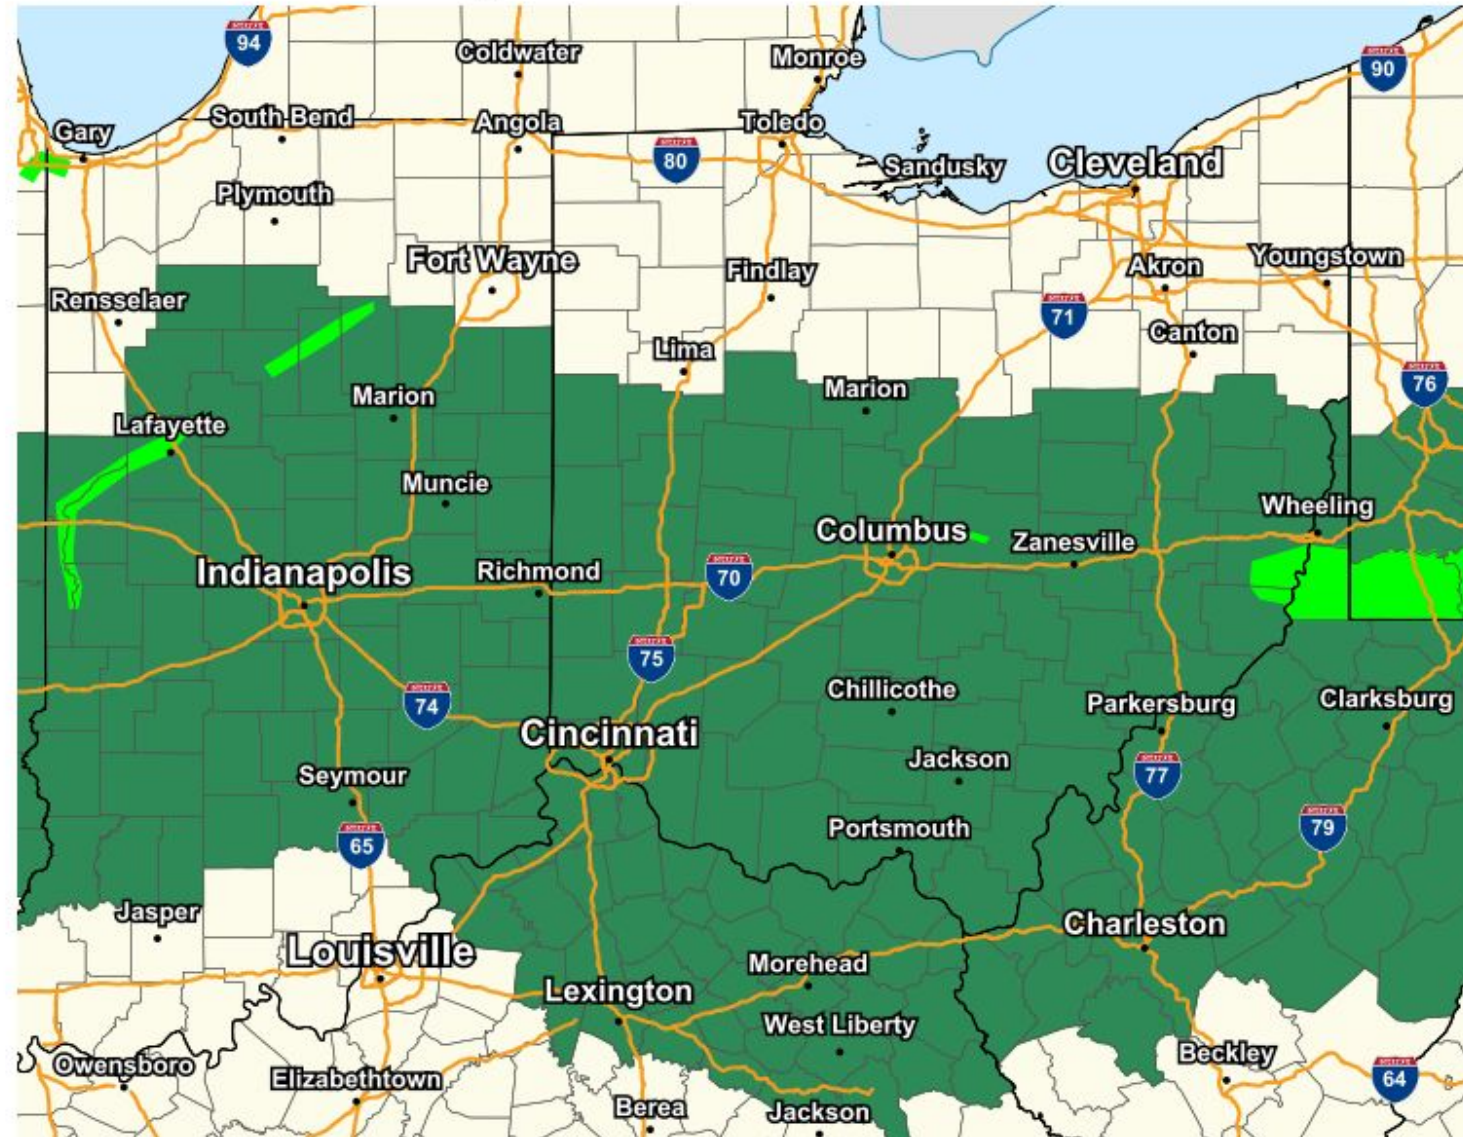 94
Coldwater
Monroe
90
Gary
South Bend
Angola
Toledo
80
Sandusky
Cleveland
Plymouth
Fort Wayne
Findlay
Akron
Youngstown
Rensselaer
71
Canton
Lima
76
Marion
Marion
Lafayette
Muncie
Wheeling
Columbus
Zanesville
Indianapolis
Richmond
70
75
Chillicothe
Clarksburg
74
Parkersburg
Cincinnati
Jackson
Seymour
77
Portsmouth
79
65
Jasper
Charleston
Louisville
Morehead
Lexington
West Liberty
Beckley
Owensboro
Elizabethtown
64
Berea
Jackson